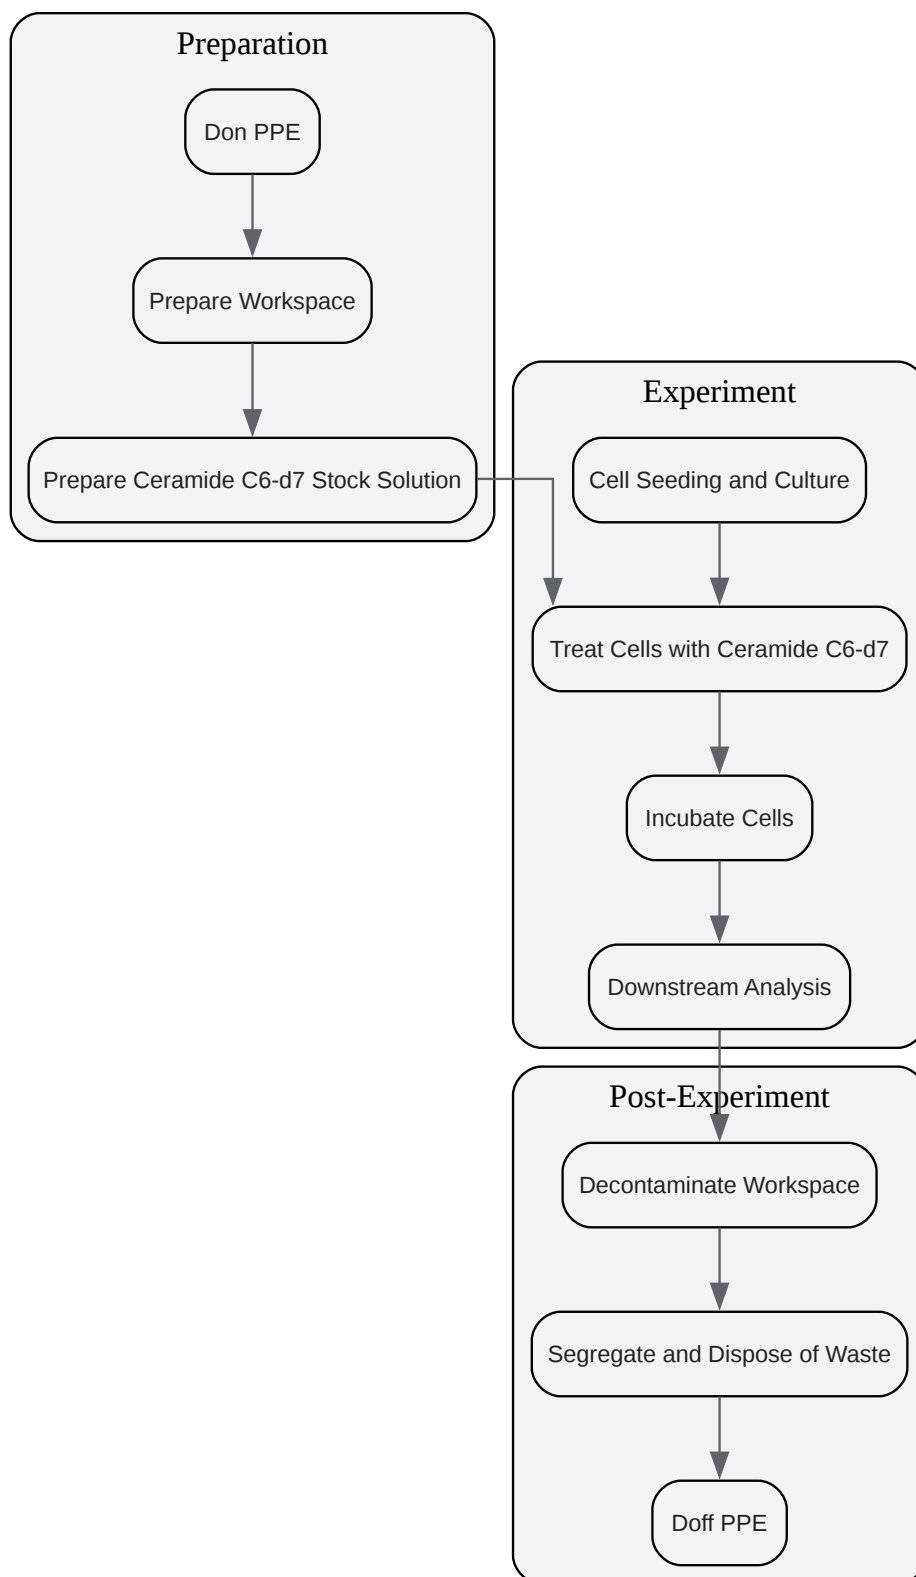 Preparation
Don PPE
Prepare Workspace
Prepare Ceramide C6-d7 Stock Solution
Experiment
Cell Seeding and Culture
Treat Cells with Ceramide C6-d7
Incubate Cells
Downstream Analysis
Post-Experiment
Decontaminate Workspace
Segregate and Dispose of Waste
Doff PPE